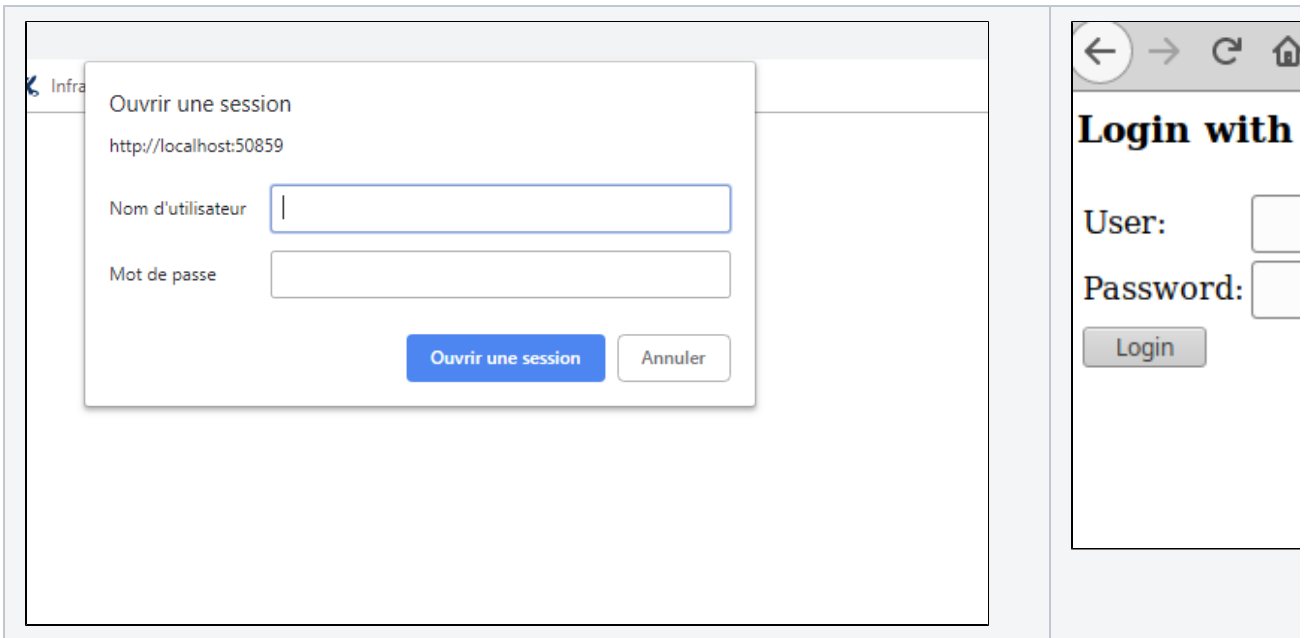 Infra
Ouvrir une session
http://localhost:50859
Nom d'utilisateur
Mot de passe
Ouvrir une session
Annuler
Login with
User:
Password:
Login